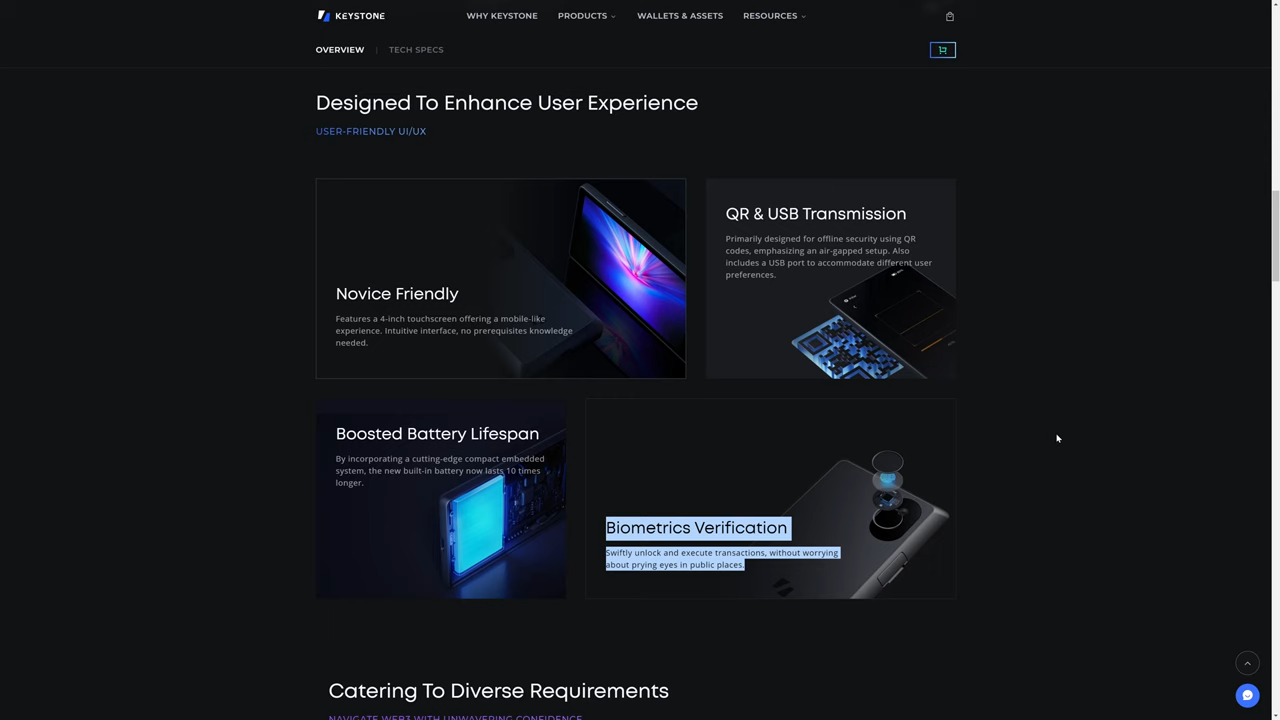 KEYSTONE
WHY KEYSTONE
PRODUCTS
WALLETS & ASSETS
RESOURCES
OVERVIEW | TECH SPECS
Designed To Enhance User Experience
USER-FRIENDLY UI/UX
Novice Friendly
Features a 4-inch touchscreen offering a mobile-like
experience. Intuitive interface, no prerequisites knowledge
needed.
QR & USB Transmission
Primarily designed for offline security using QR
codes, emphasizing an air-gapped setup. Also
includes a USB port to accommodate different user
preferences.
Boosted Battery Lifespan
By incorporating a cutting-edge compact embedded
system, the new built-in battery now lasts 10 times
longer.
Biometrics Verification
Swiftly unlock and execute transactions, without worrying
about prying eyes in public places.
Catering To Diverse Requirements
NAVIGATE WEB3 WITH UNWAVERING CONFIDENCE